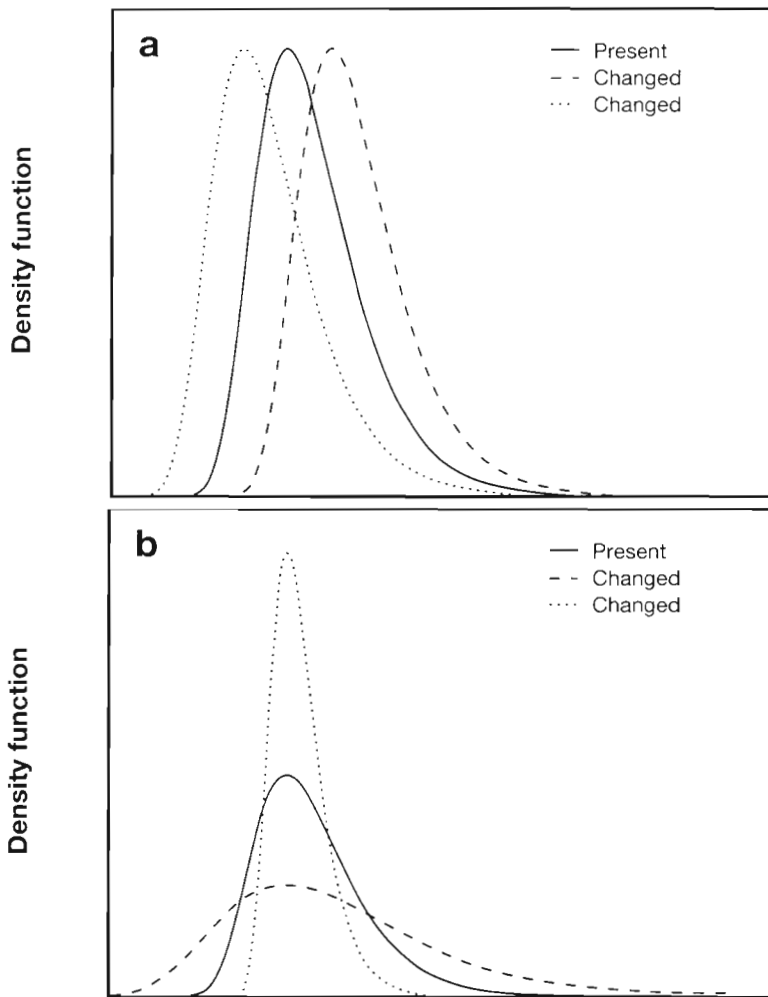 a
Present
Changed
Changed
Density function
b
Present
Changed
Changed
Density function